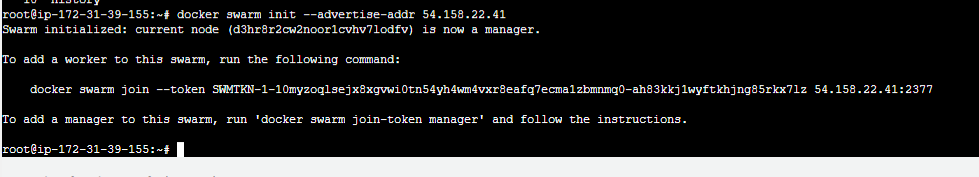 root@ip-172-31-39-155:~# docker swarm init --advertise-addr 54.158.22.41
Swarm initialized: current node (d3hr8r2cw2noor1cvhv7lodfv) is now a manager.
To add a worker to this swarm, run the following command:
docker swarm join --token SWMTKN-1-10myzoqlsejx8xgvwi0tn54yh4wm4vxr8eafq7ecma1zbmnmq0-ah83kkj1wyftkhjng85rkx7lz 54.158.22.41:2377
To add a manager to this swarm, run 'docker swarm join-token manager' and follow the instructions.
root@ip-172-31-39-155:~#